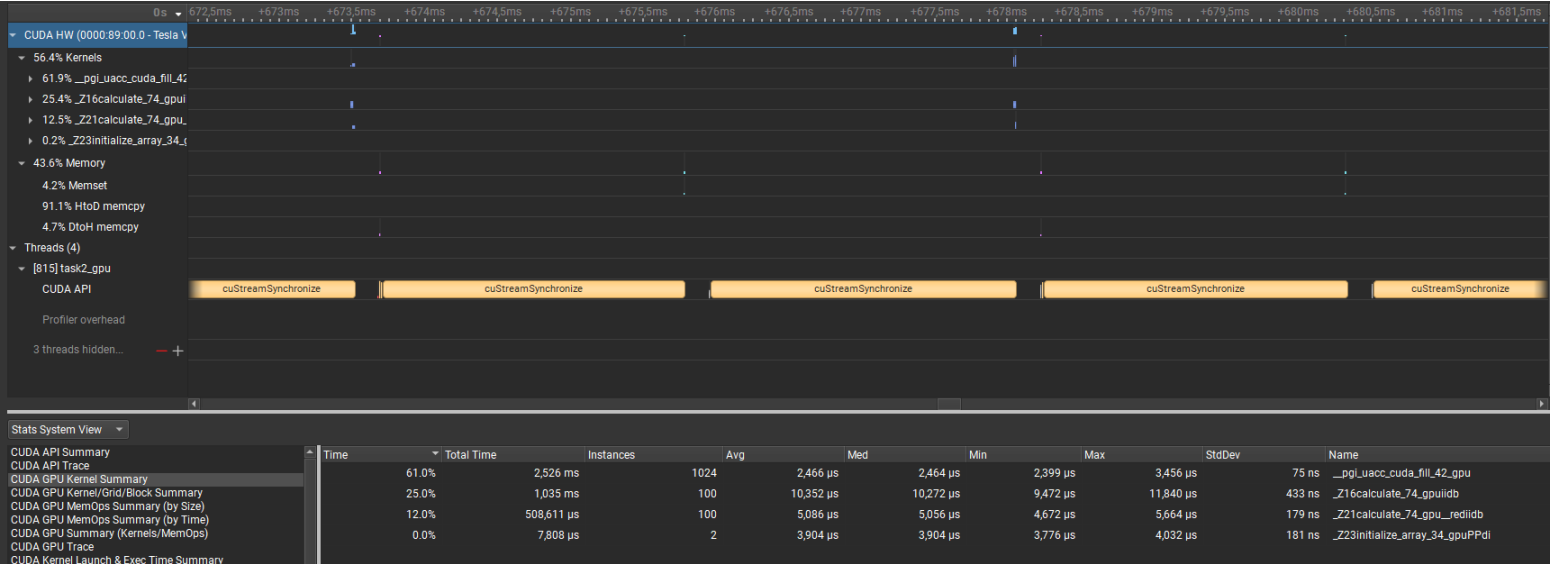 0s 672,5ms +673ms +673,5ms +674ms +674,5ms +675ms +675,5ms +676ms +676,5ms +677ms +677,5ms +678ms +678,5ms +679ms +679,5ms +680ms +680,5ms +681ms +681,5ms
CUDA HW (0000:89:00.0 - Tesla V
56.4% Kernels
61.9% __pgi_uacc_cuda_fill_42
25.4% _Z16calculate_74_gpui
12.5% _Z21calculate_74_gpu_
0.2% _Z23initialize_array_34_g
43.6% Memory
4.2% Memset
91.1% HtoD memcpy
4.7% DtoH memcpy
Threads (4)
[815] task2_gpu
CUDA API cuStreamSynchronize cuStreamSynchronize cuStreamSynchronize cuStreamSynchronize cuStreamSynchronize
Profiler overhead
3 threads hidden...
Stats System View
CUDA API Summary
CUDA API Trace
CUDA GPU Kernel Summary
CUDA GPU Kernel/Grid/Block Summary
CUDA GPU MemOps Summary (by Size)
CUDA GPU MemOps Summary (by Time)
CUDA GPU Summary (Kernels/MemOps)
CUDA GPU Trace
CUDA Kernel Launch & Exec Time Summary
Time Total Time Instances Avg Med Min Max StdDev Name
61.0% 2,526 ms 1024 2,466 μs 2,464 μs 2,399 μs 3,456 μs 75 ns __pgi_uacc_cuda_fill_42_gpu
25.0% 1,035 ms 100 10,352 μs 10,272 μs 9,472 μs 11,840 μs 433 ns _Z16calculate_74_gpuiidb
12.0% 508,611 μs 100 5,086 μs 5,056 μs 4,672 μs 5,664 μs 179 ns _Z21calculate_74_gpu__rediidb
0.0% 7,808 μs 2 3,904 μs 3,904 μs 3,776 μs 4,032 μs 181 ns _Z23initialize_array_34_gpuPPdi